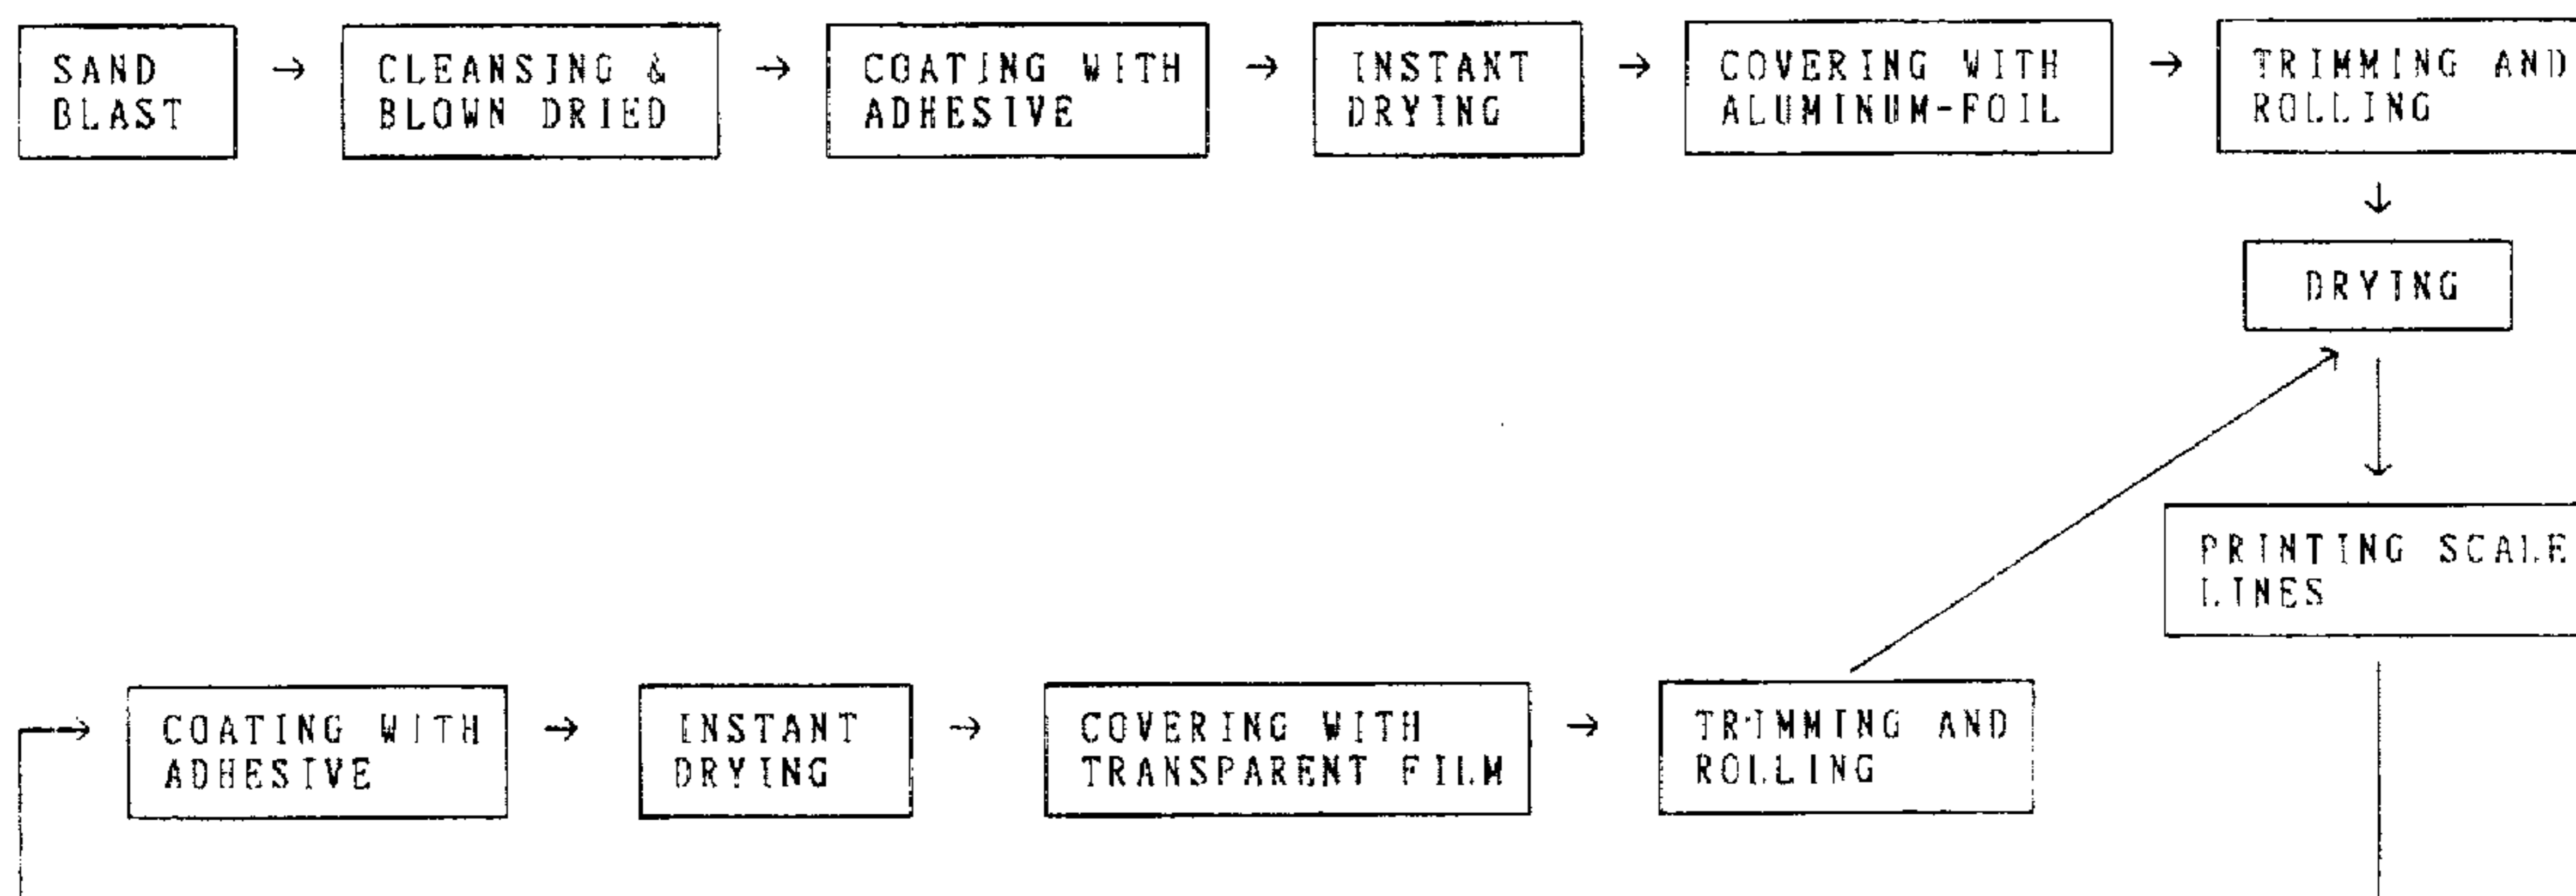 SAND
BLAST
CLEANSING &
BLOWN DRIED
COATING WITH
ADHESIVE
INSTANT
DRYING
COVERING WITH
ALUMINUM-FOIL
TRIMMING AND
ROLLING
DRYING
PRINTING SCALE
LINES
COATING WITH
ADHESIVE
INSTANT
DRYING
COVERING WITH
TRANSPARENT FILM
TRIMMING AND
ROLLING